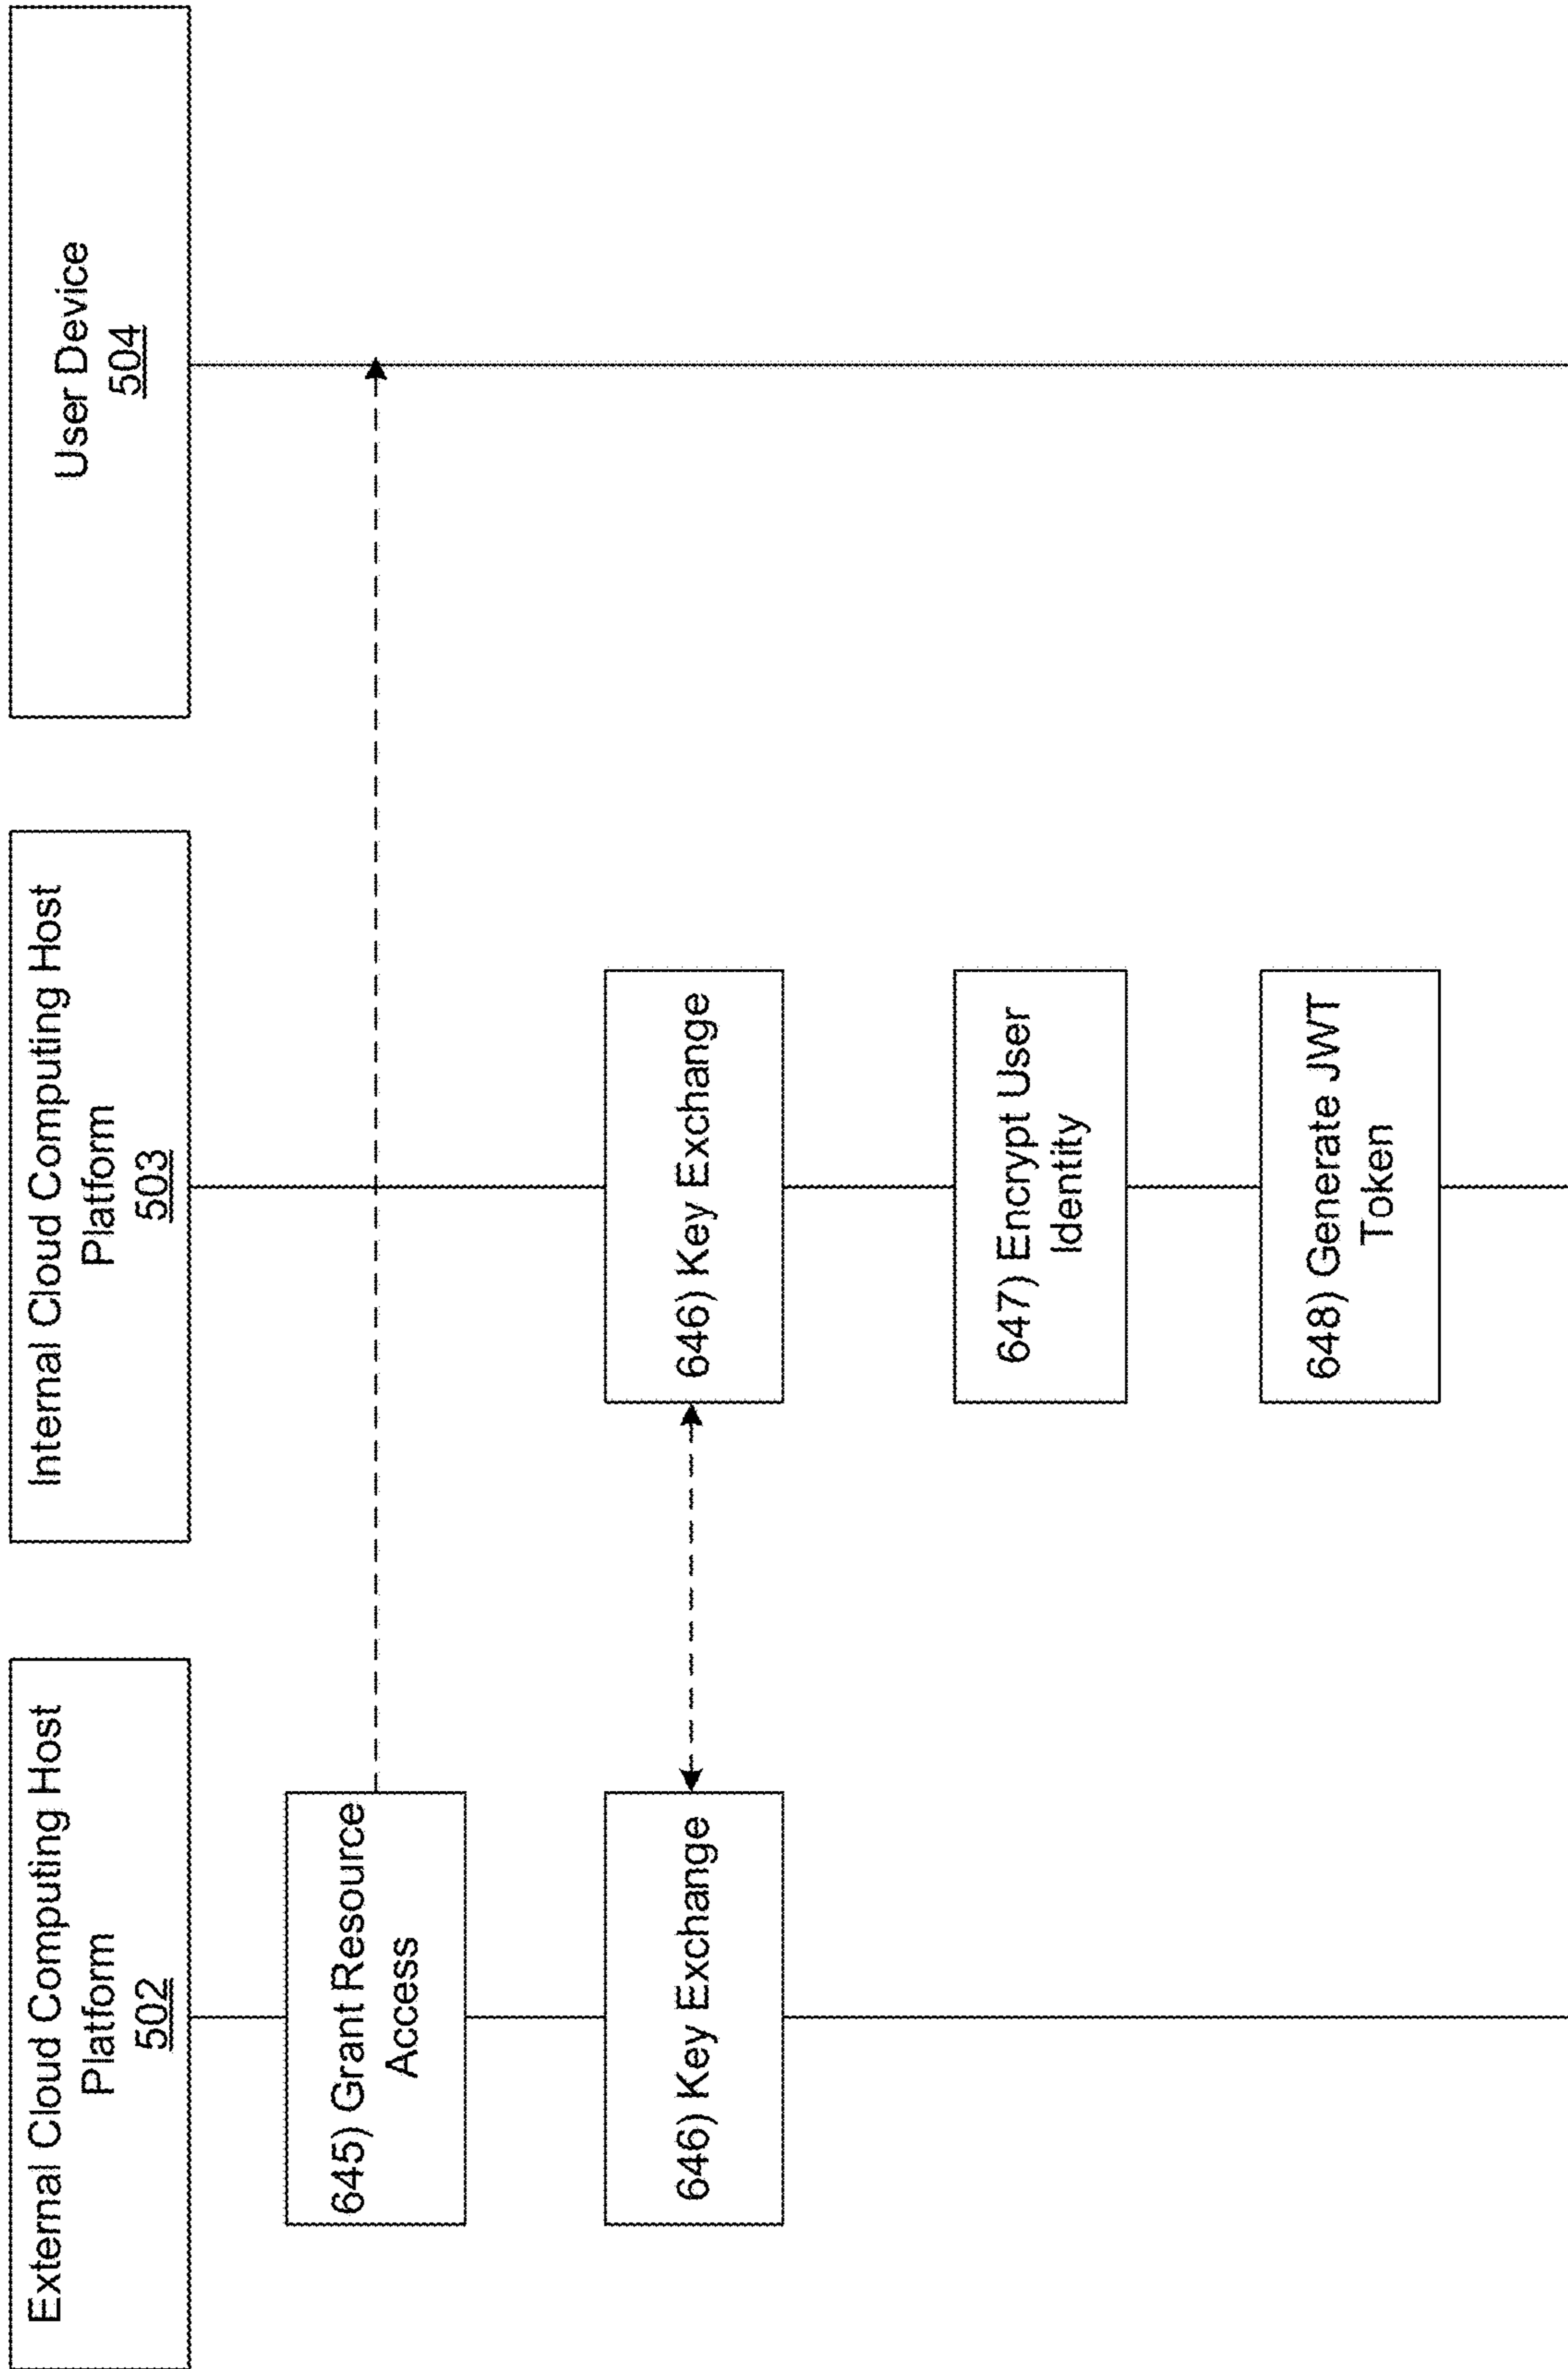 External Cloud Computing Host
Platform
502
Internal Cloud Computing Host
Platform
503
User Device
504
645) Grant Resource
Access
646) Key Exchange
646) Key Exchange
647) Encrypt User
Identity
648) Generate JWT
Token